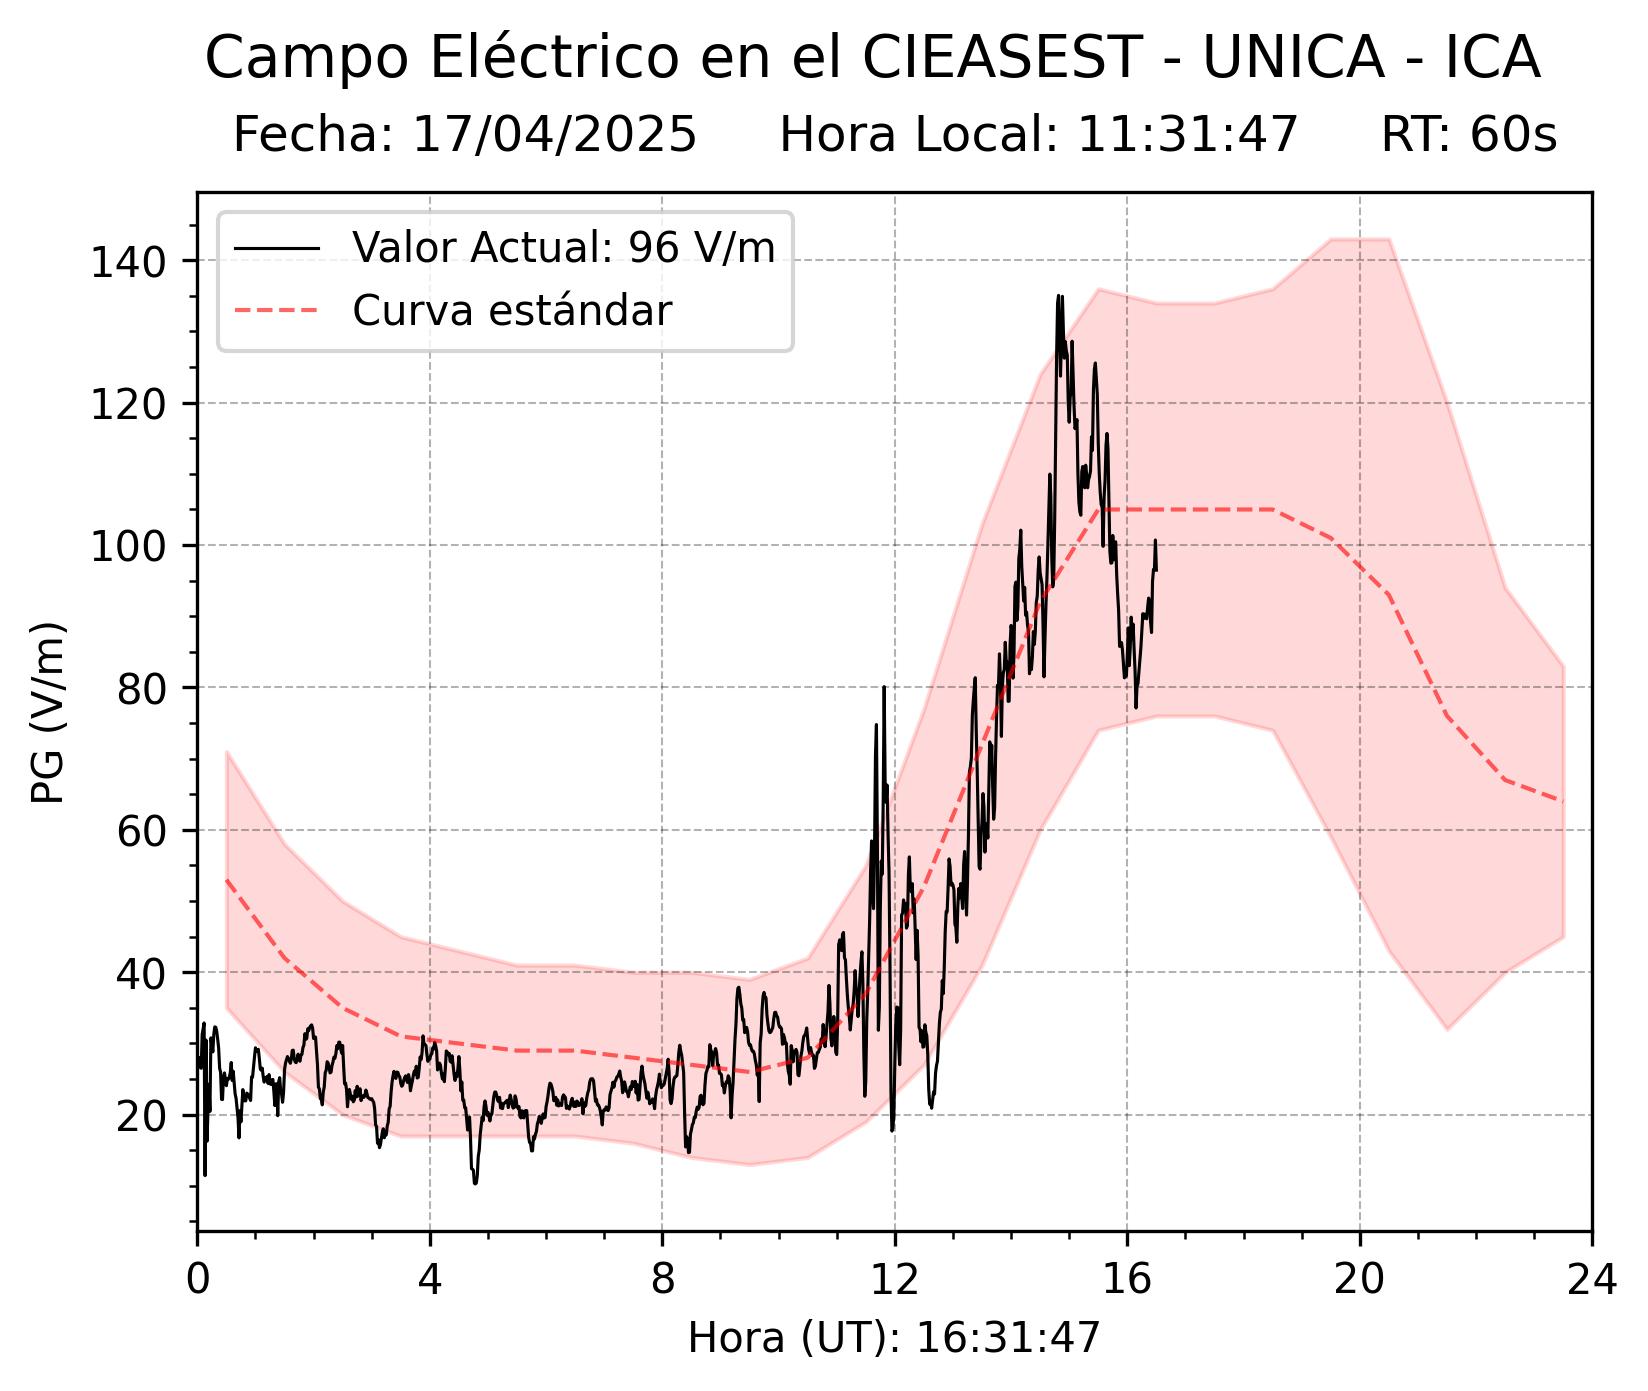 Campo Eléctrico en el CIEASEST - UNICA - ICA
Fecha: 17/04/2025 Hora Local: 11:31:47 RT: 60s
Valor Actual: 96 V/m
Curva estándar
PG (V/m)
140
120
100
80
60
40
20
0 4 8 12 16 20 24
Hora (UT): 16:31:47